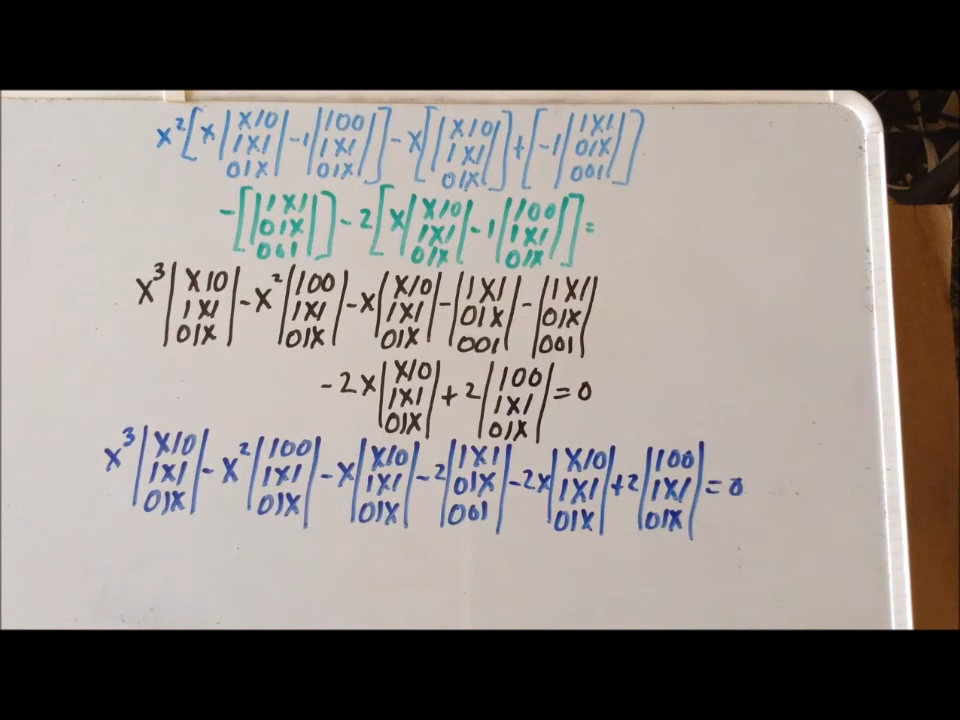 x²[x|x10 1x1 01x|-1|100 1x1 01x|]-x[|x10 1x1 01x|]+[-1|1x1 01x 001|]
-[|1x1 01x 001|]-2[x|x10 1x1 01x|-1|100 1x1 01x|]=
x³|x10 1x1 01x|-x²|100 1x1 01x|-x|x10 1x1 01x|-|1x1 01x 001|-|1x1 01x 001|
-2x|x10 1x1 01x|+2|100 1x1 01x|=0
x³|x10 1x1 01x|-x²|100 1x1 01x|-x|x10 1x1 01x|-2|1x1 01x 001|-2x|x10 1x1 01x|+2|100 1x1 01x|=0